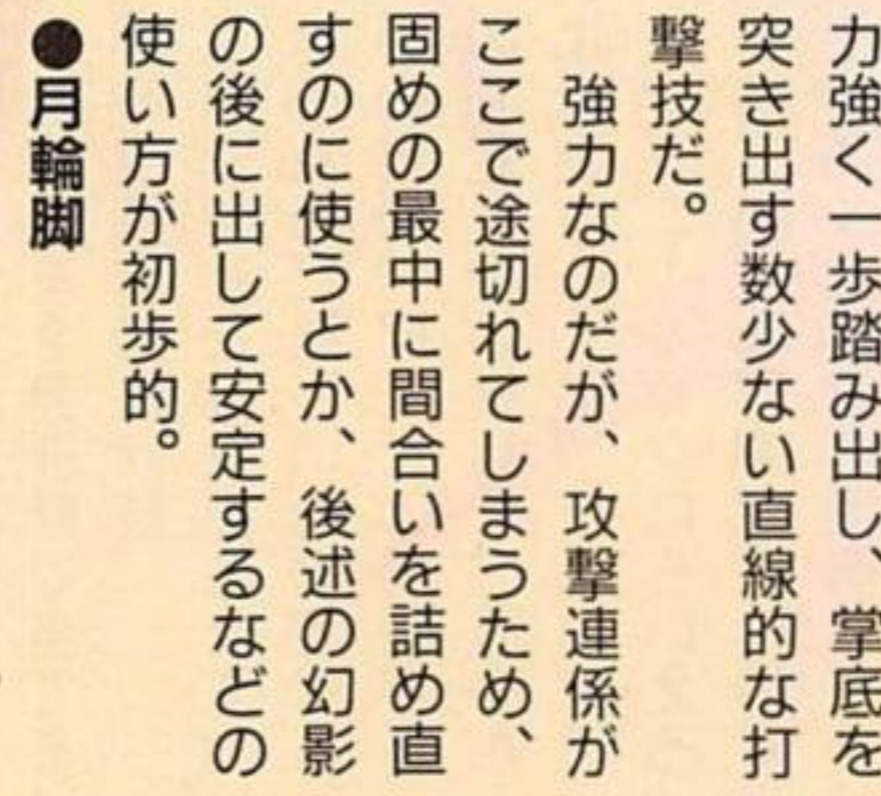 力強く一歩踏み出し、掌底を
突き出す数少ない直線的な打
撃技だ。
強力なのだが、攻撃連係が
ここで途切れてしまうため、
固めの最中に間合いを詰め直
すのに使うとか、後述の幻影
の後に出して安定するなどの
使い方が初歩的。
●月輪脚